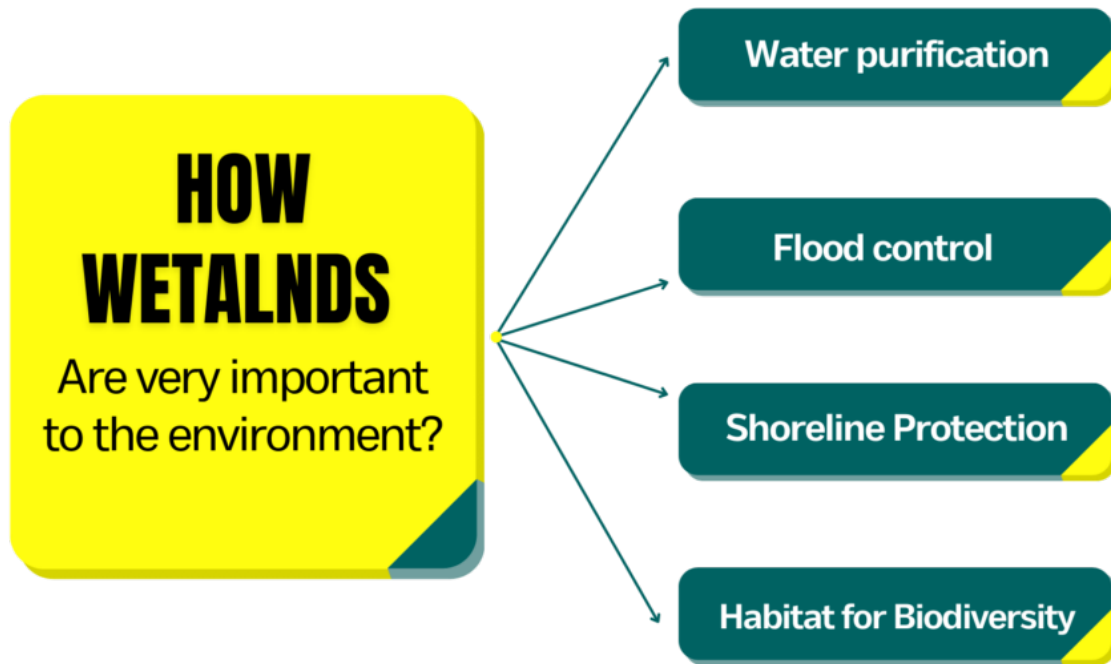 HOW
WETALNDS
Are very important
to the environment?
Water purification
Flood control
Shoreline Protection
Habitat for Biodiversity